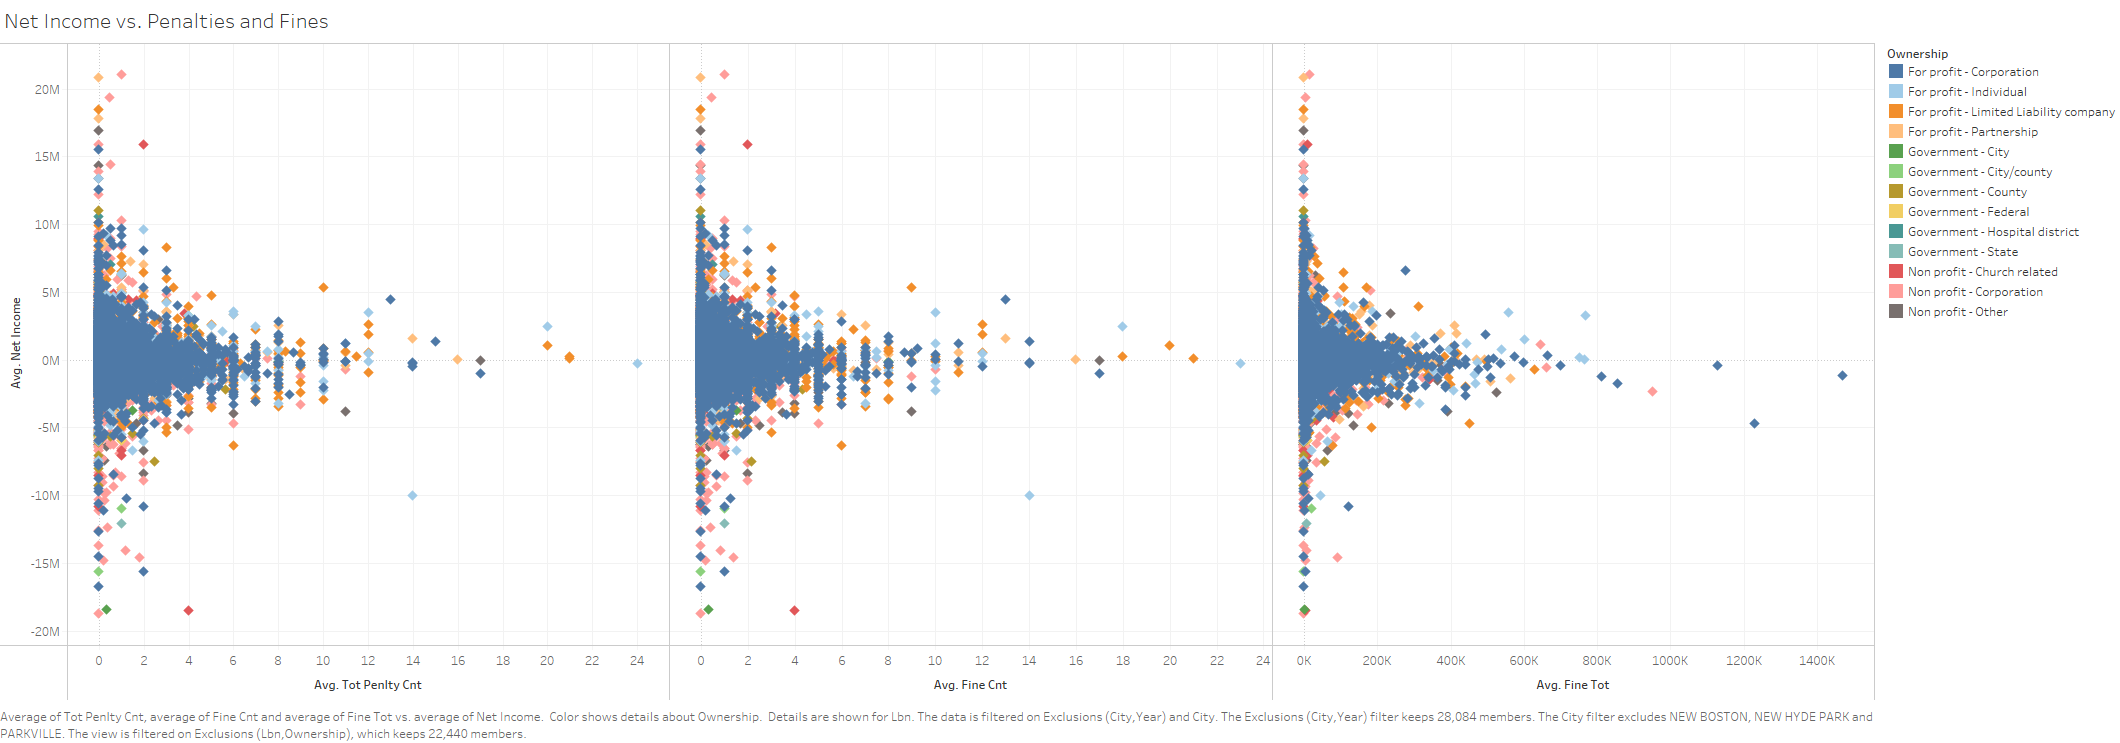 Net Income vs. Penalties and Fines
Ownership
For profit - Corporation
For profit - Individual
For profit - Limited Liability company
For profit - Partnership
Government - City
Government - City/county
Government - County
Government - Federal
Government - Hospital district
Government - State
Non profit - Church related
Non profit - Corporation
Non profit - Other
Avg. Net Income
20M
15M
10M
5M
0M
-5M
-10M
-15M
-20M
0 2 4 6 8 10 12 14 16 18 20 22 24
Avg. Tot Penlty Cnt
0 2 4 6 8 10 12 14 16 18 20 22 24
Avg. Fine Cnt
0K 200K 400K 600K 800K 1000K 1200K 1400K
Avg. Fine Tot
Average of Tot Penlty Cnt, average of Fine Cnt and average of Fine Tot vs. average of Net Income.  Color shows details about Ownership.  Details are shown for Lbn. The data is filtered on Exclusions (City,Year) and City. The Exclusions (City,Year) filter keeps 28,084 members. The City filter excludes NEW BOSTON, NEW HYDE PARK and
PARKVILLE. The view is filtered on Exclusions (Lbn,Ownership), which keeps 22,440 members.